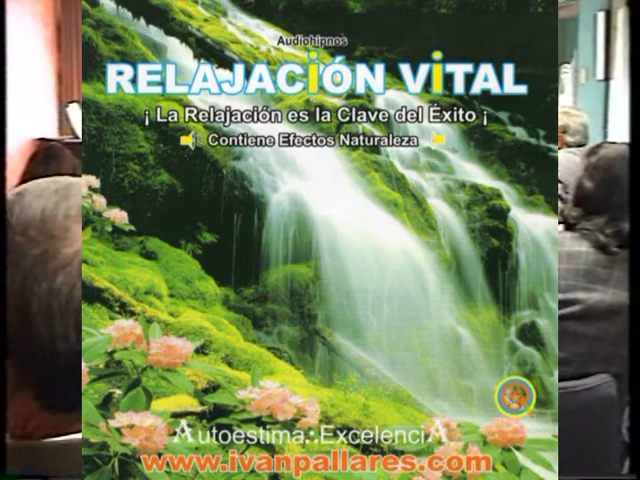 Audiohipnos
RELAJACiÓN ViTAL
¡ La Relajación es la Clave del Éxito ¡
Contiene Efectos Naturaleza
Autoestima∴ExcelenciA
www.ivanpallares.com